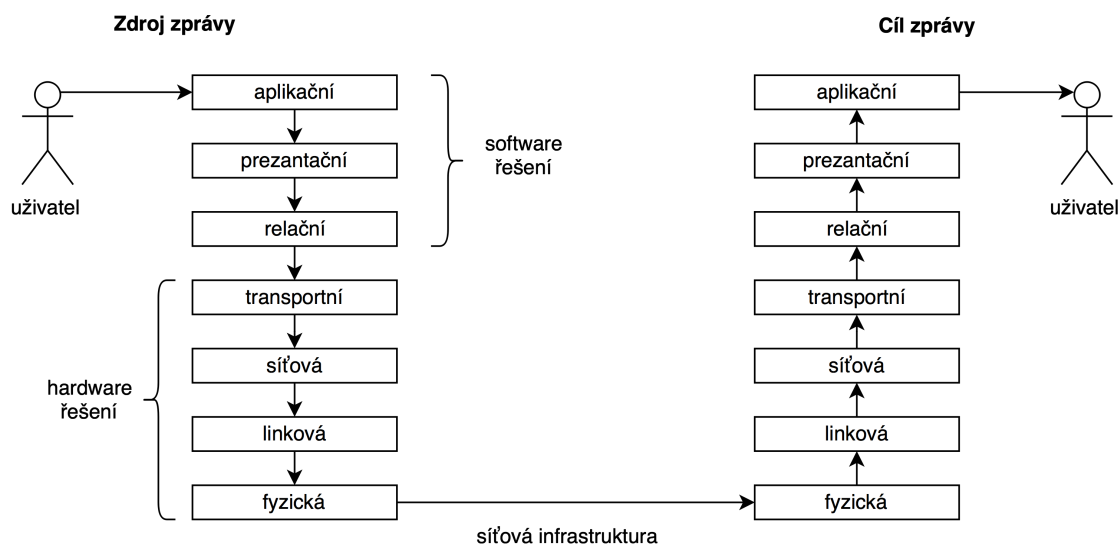 Zdroj zprávy
Cíl zprávy
uživatel
aplikační
prezantační
relační
transportní
síťová
linková
fyzická
software
řešení
hardware
řešení
síťová infrastruktura
aplikační
prezantační
relační
transportní
síťová
linková
fyzická
uživatel